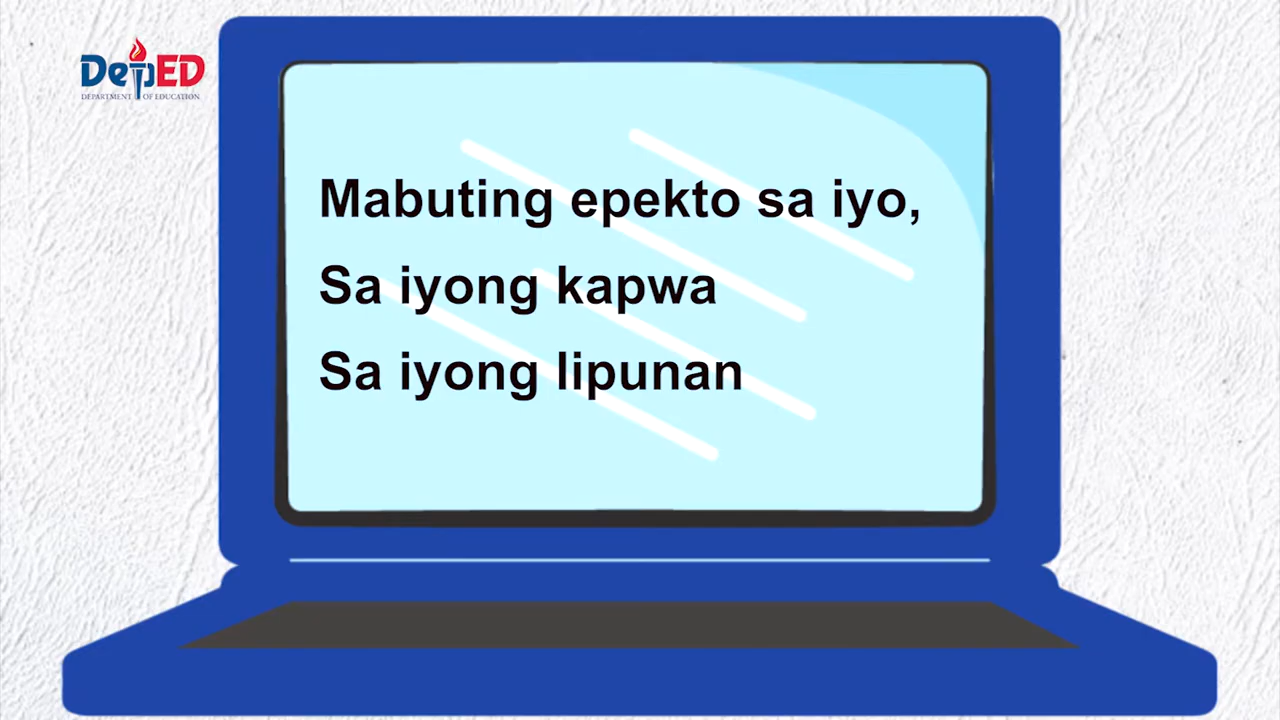 DepED
DEPARTMENT OF EDUCATION
Mabuting epekto sa iyo,
Sa iyong kapwa
Sa iyong lipunan